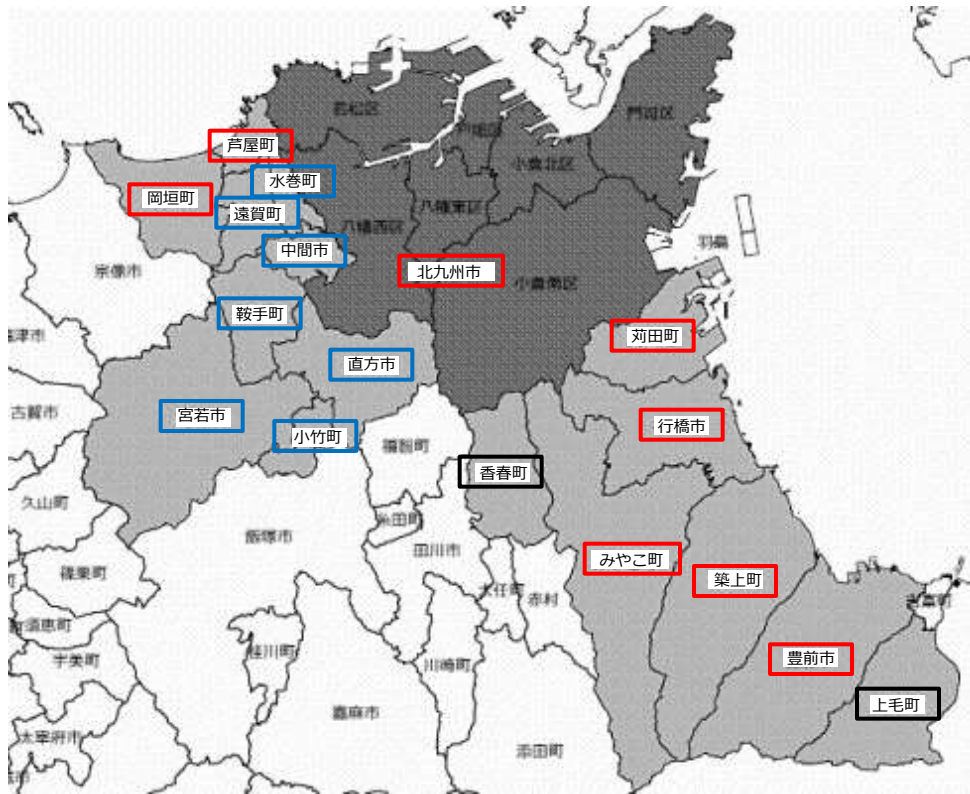 若松区
門司区
戸畑区
芦屋町
小倉北区
水巻町
岡垣町
八幡東区
遠賀町
八幡西区
中間市
羽島
宗像市
北九州市
小倉南区
鞍手町
苅田町
直方市
古賀市
宮若市
行橋市
小竹町
福智町
香春町
久山町
糸田町
飯塚市
田川市
みやこ町
篠栗町
築上町
大任町
赤村
吉富町
須恵町
桂川町
宇美町
川崎町
豊前市
嘉麻市
上毛町
太宰府市
添田町